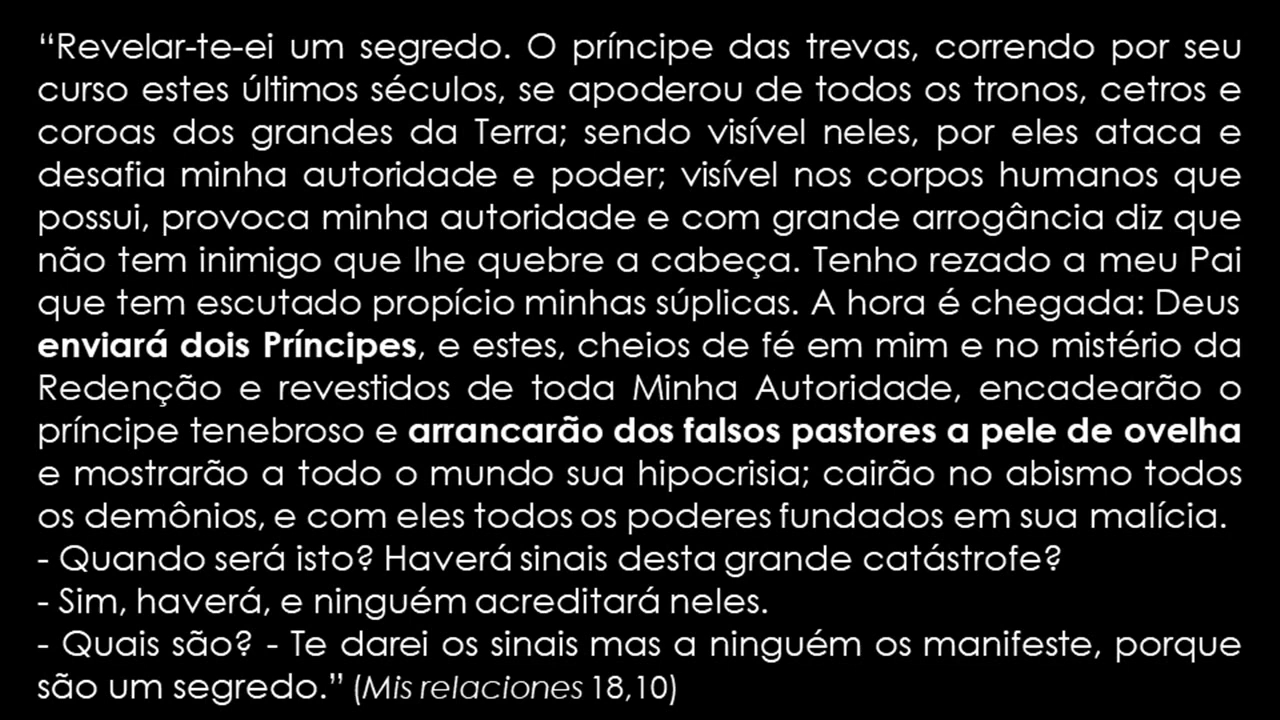 “Revelar-te-ei um segredo. O príncipe das trevas, correndo por seu
curso estes últimos séculos, se apoderou de todos os tronos, cetros e
coroas dos grandes da Terra; sendo visível neles, por eles ataca e
desafia minha autoridade e poder; visível nos corpos humanos que
possui, provoca minha autoridade e com grande arrogância diz que
não tem inimigo que lhe quebre a cabeça. Tenho rezado a meu Pai
que tem escutado propício minhas súplicas. A hora é chegada: Deus
enviará dois Príncipes, e estes, cheios de fé em mim e no mistério da
Redenção e revestidos de toda Minha Autoridade, encadearão o
príncipe tenebroso e arrancarão dos falsos pastores a pele de ovelha
e mostrarão a todo o mundo sua hipocrisia; cairão no abismo todos
os demônios, e com eles todos os poderes fundados em sua malícia.
- Quando será isto? Haverá sinais desta grande catástrofe?
- Sim, haverá, e ninguém acreditará neles.
- Quais são? - Te darei os sinais mas a ninguém os manifeste, porque
são um segredo.” (Mis relaciones 18,10)